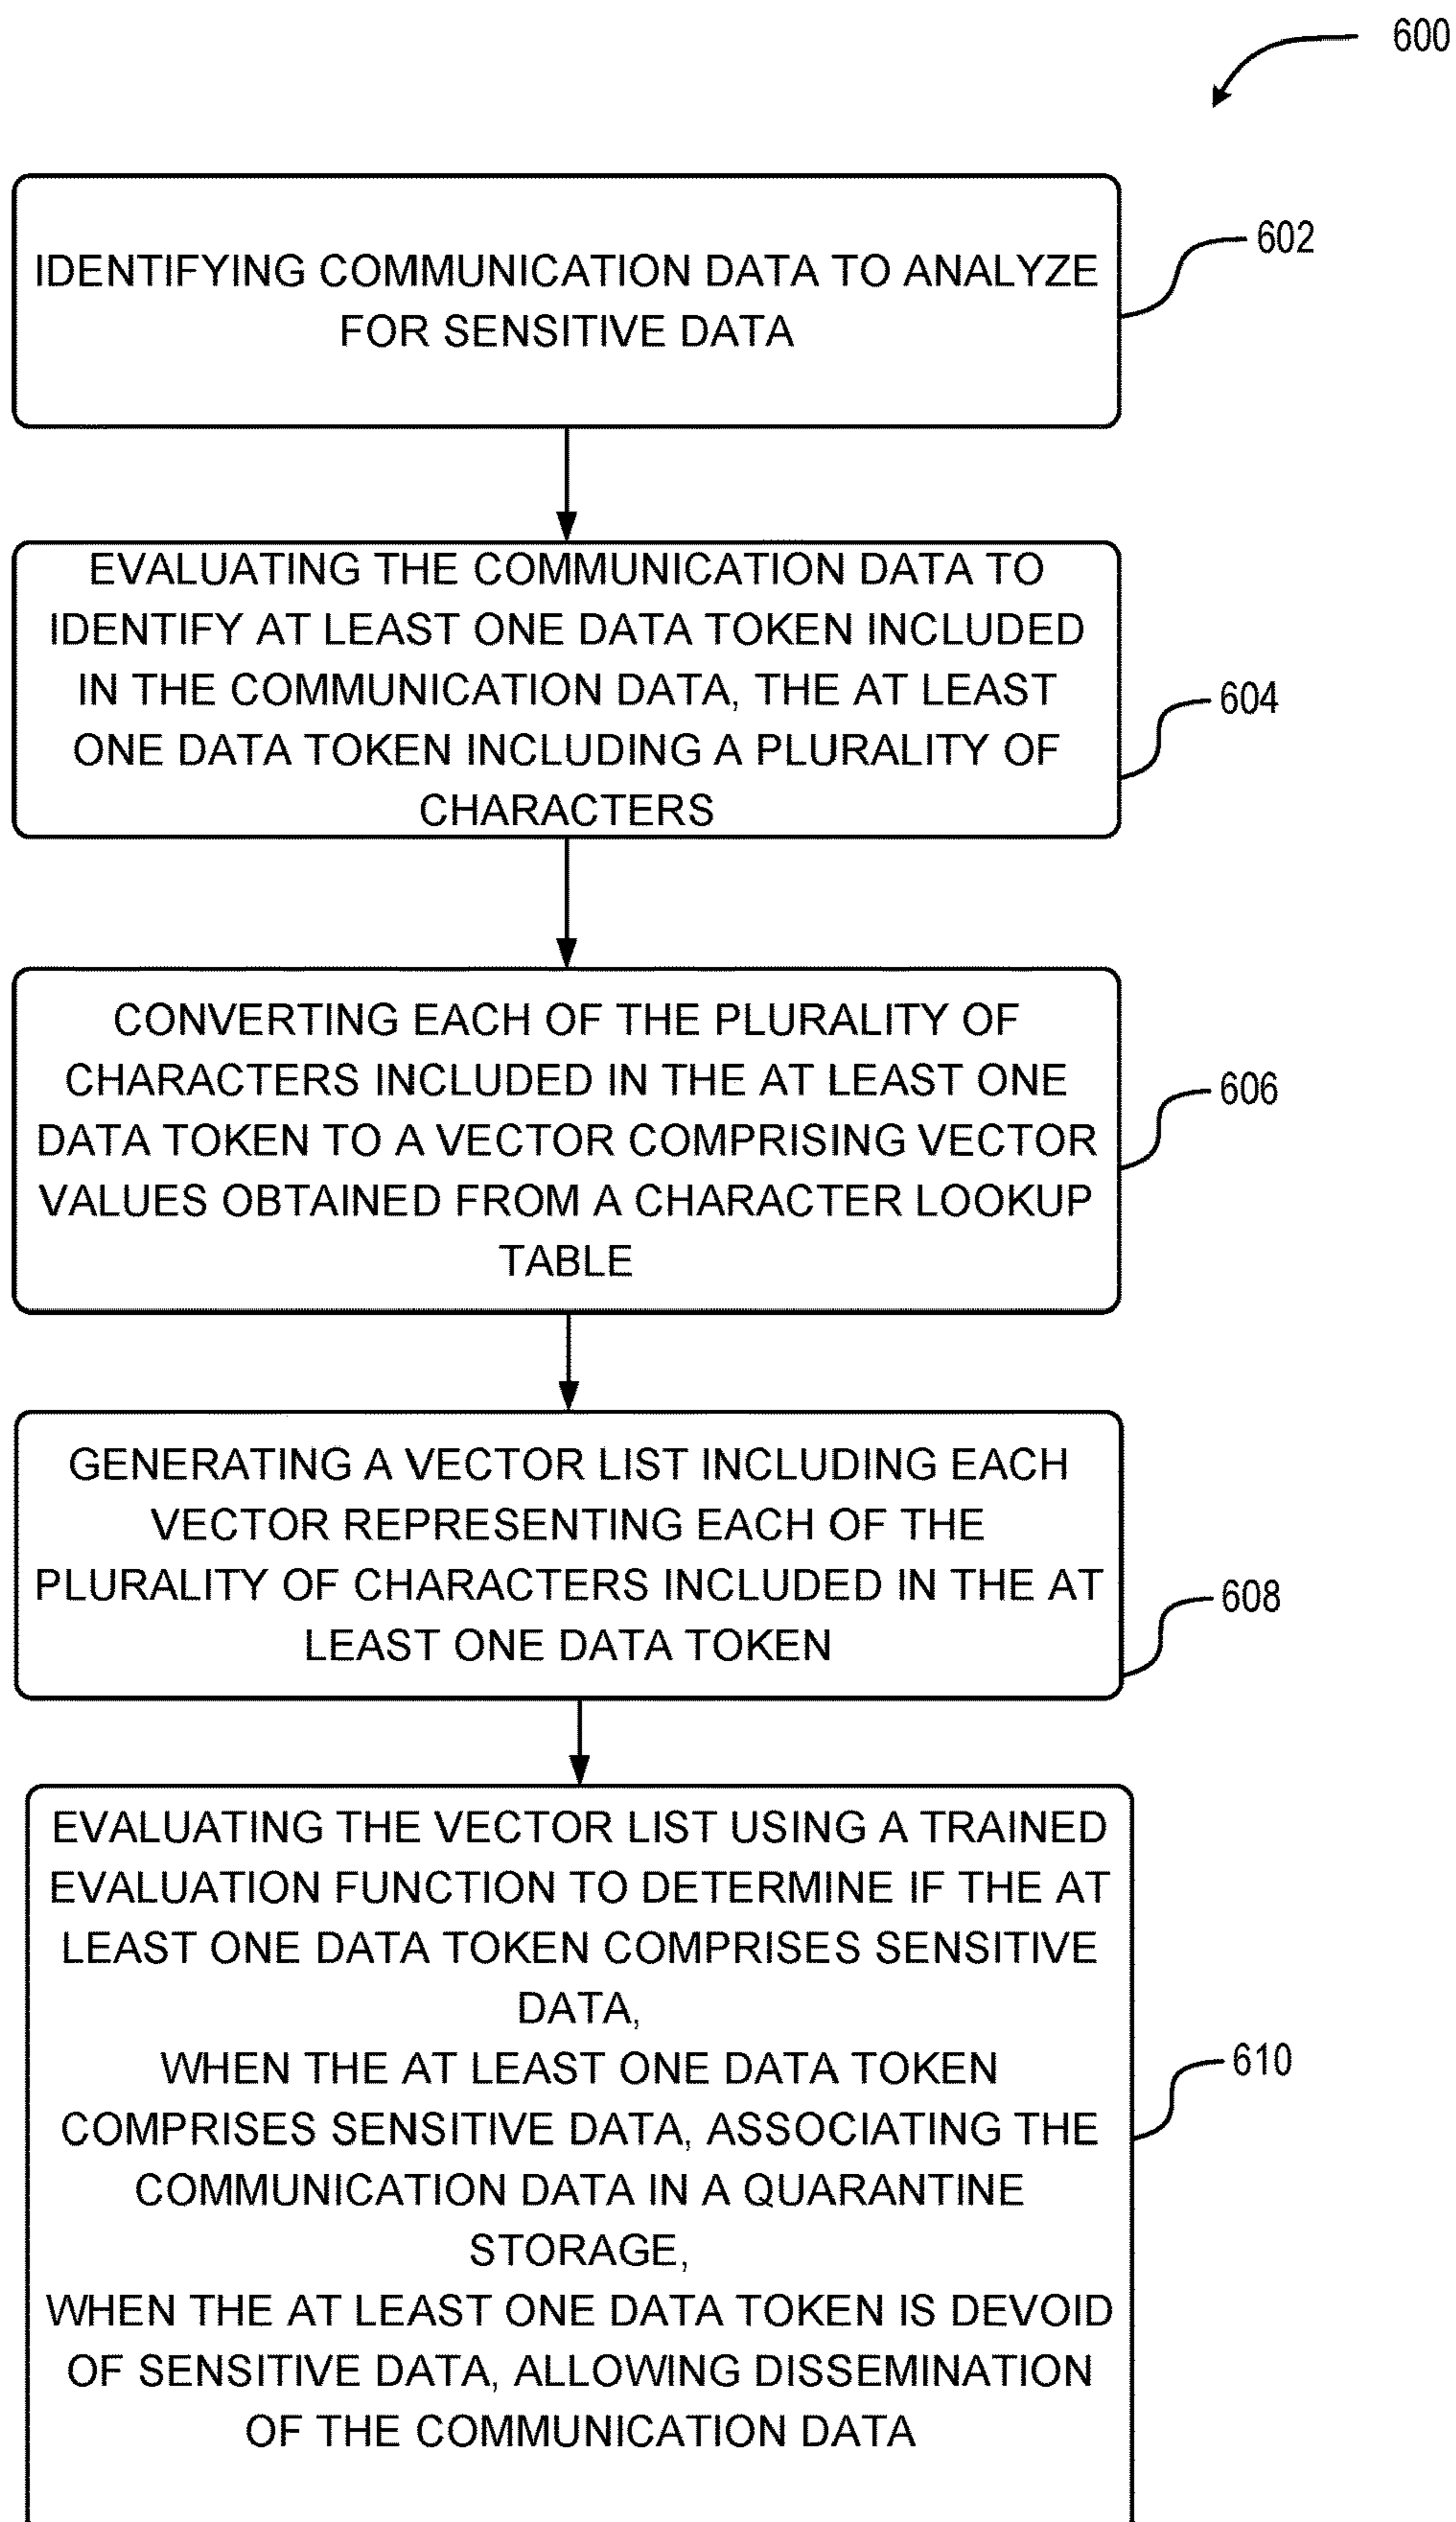 600
IDENTIFYING COMMUNICATION DATA TO ANALYZE
FOR SENSITIVE DATA
602
EVALUATING THE COMMUNICATION DATA TO
IDENTIFY AT LEAST ONE DATA TOKEN INCLUDED
IN THE COMMUNICATION DATA, THE AT LEAST
ONE DATA TOKEN INCLUDING A PLURALITY OF
CHARACTERS
604
CONVERTING EACH OF THE PLURALITY OF
CHARACTERS INCLUDED IN THE AT LEAST ONE
DATA TOKEN TO A VECTOR COMPRISING VECTOR
VALUES OBTAINED FROM A CHARACTER LOOKUP
TABLE
606
GENERATING A VECTOR LIST INCLUDING EACH
VECTOR REPRESENTING EACH OF THE
PLURALITY OF CHARACTERS INCLUDED IN THE AT
LEAST ONE DATA TOKEN
608
EVALUATING THE VECTOR LIST USING A TRAINED
EVALUATION FUNCTION TO DETERMINE IF THE AT
LEAST ONE DATA TOKEN COMPRISES SENSITIVE
DATA,
WHEN THE AT LEAST ONE DATA TOKEN
COMPRISES SENSITIVE DATA, ASSOCIATING THE
COMMUNICATION DATA IN A QUARANTINE
STORAGE,
WHEN THE AT LEAST ONE DATA TOKEN IS DEVOID
OF SENSITIVE DATA, ALLOWING DISSEMINATION
OF THE COMMUNICATION DATA
610